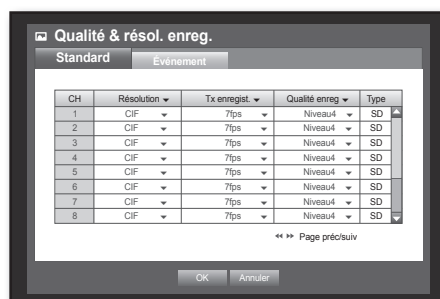 Qualité & résol. enreg.
Standard Événement
CH Résolution Tx enregist. Qualité enreg Type
1 CIF 7fps Niveau4 SD
2 CIF 7fps Niveau4 SD
3 CIF 7fps Niveau4 SD
4 CIF 7fps Niveau4 SD
5 CIF 7fps Niveau4 SD
6 CIF 7fps Niveau4 SD
7 CIF 7fps Niveau4 SD
8 CIF 7fps Niveau4 SD
Page préc/suiv
OK Annuler